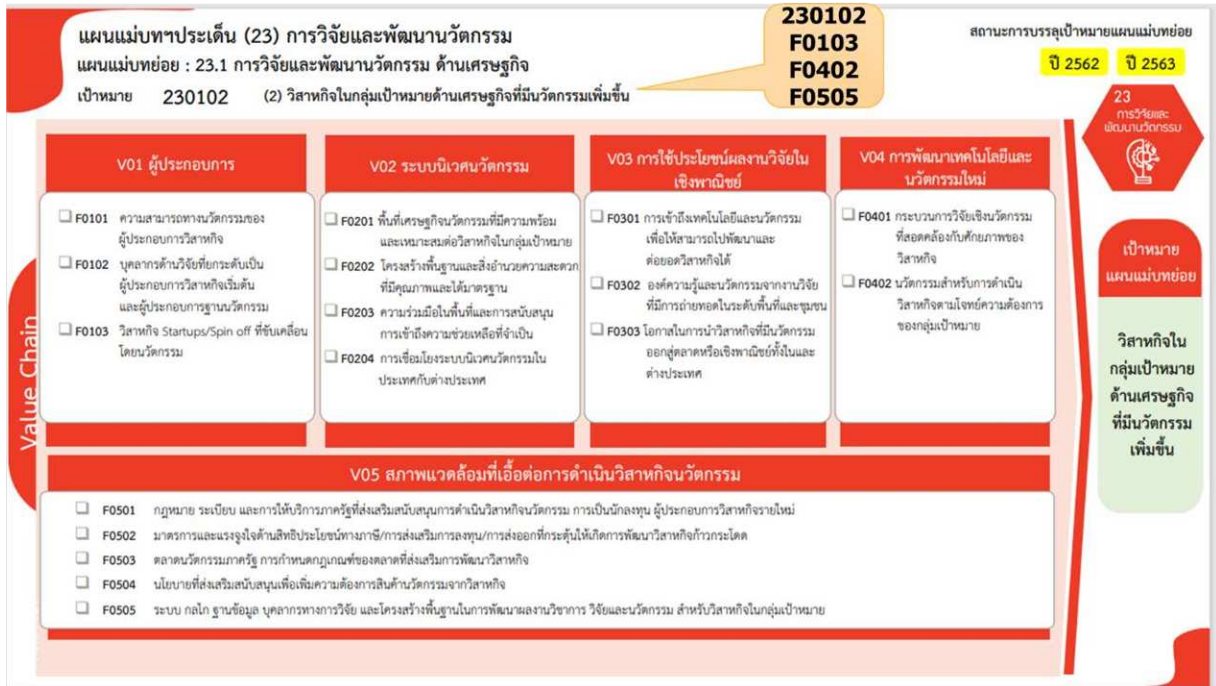 แผนแม่บทฯประเด็น (23) การวิจัยและพัฒนานวัตกรรม
แผนแม่บทย่อย : 23.1 การวิจัยและพัฒนานวัตกรรม ด้านเศรษฐกิจ
เป้าหมาย 230102 (2) วิสาหกิจในกลุ่มเป้าหมายด้านเศรษฐกิจที่มีนวัตกรรมเพิ่มขึ้น
230102
F0103
F0402
F0505
สถานะการบรรลุเป้าหมายแผนแม่บทย่อย
ปี 2562 ปี 2563
23
การวิจัยและ
พัฒนานวัตกรรม
Value Chain
V01 ผู้ประกอบการ
F0101 ความสามารถทางนวัตกรรมของ
ผู้ประกอบการวิสาหกิจ
F0102 บุคลากรด้านวิจัยที่ยกระดับเป็น
ผู้ประกอบการวิสาหกิจเริ่มต้น
และผู้ประกอบการฐานนวัตกรรม
F0103 วิสาหกิจ Startups/Spin off ที่ขับเคลื่อน
โดยนวัตกรรม
V02 ระบบนิเวศนวัตกรรม
F0201 พื้นที่เศรษฐกิจนวัตกรรมที่มีความพร้อม
และเหมาะสมต่อวิสาหกิจในกลุ่มเป้าหมาย
F0202 โครงสร้างพื้นฐานและสิ่งอำนวยความสะดวก
ที่มีคุณภาพและได้มาตรฐาน
F0203 ความร่วมมือในพื้นที่และการสนับสนุน
การเข้าถึงความช่วยเหลือที่จำเป็น
F0204 การเชื่อมโยงระบบนิเวศนวัตกรรมใน
ประเทศกับต่างประเทศ
V03 การใช้ประโยชน์ผลงานวิจัยใน
เชิงพาณิชย์
F0301 การเข้าถึงเทคโนโลยีและนวัตกรรม
เพื่อให้สามารถไปพัฒนาและ
ต่อยอดวิสาหกิจได้
F0302 องค์ความรู้และนวัตกรรมจากงานวิจัย
ที่มีการถ่ายทอดในระดับพื้นที่และชุมชน
F0303 โอกาสในการนำวิสาหกิจที่มีนวัตกรรม
ออกสู่ตลาดหรือเชิงพาณิชย์ทั้งในและ
ต่างประเทศ
V04 การพัฒนาเทคโนโลยีและ
นวัตกรรมใหม่
F0401 กระบวนการวิจัยเชิงนวัตกรรม
ที่สอดคล้องกับศักยภาพของ
วิสาหกิจ
F0402 นวัตกรรมสำหรับการดำเนิน
วิสาหกิจตามโจทย์ความต้องการ
ของกลุ่มเป้าหมาย
เป้าหมาย
แผนแม่บทย่อย
วิสาหกิจใน
กลุ่มเป้าหมาย
ด้านเศรษฐกิจ
ที่มีนวัตกรรม
เพิ่มขึ้น
V05 สภาพแวดล้อมที่เอื้อต่อการดำเนินวิสาหกิจนวัตกรรม
F0501 กฎหมาย ระเบียบ และการให้บริการภาครัฐที่ส่งเสริมสนับสนุนการดำเนินวิสาหกิจนวัตกรรม การเป็นนักลงทุน ผู้ประกอบการวิสาหกิจรายใหม่
F0502 มาตรการและแรงจูงใจด้านสิทธิประโยชน์ทางภาษี/การส่งเสริมการลงทุน/การส่งออกที่กระตุ้นให้เกิดการพัฒนาวิสาหกิจก้าวกระโดด
F0503 ตลาดนวัตกรรมภาครัฐ การกำหนดกฎเกณฑ์ของตลาดที่ส่งเสริมการพัฒนาวิสาหกิจ
F0504 นโยบายที่ส่งเสริมสนับสนุนเพื่อเพิ่มความต้องการสินค้านวัตกรรมจากวิสาหกิจ
F0505 ระบบ กลไก ฐานข้อมูล บุคลากรทางการวิจัย และโครงสร้างพื้นฐานในการพัฒนาผลงานวิชาการ วิจัยและนวัตกรรม สำหรับวิสาหกิจในกลุ่มเป้าหมาย